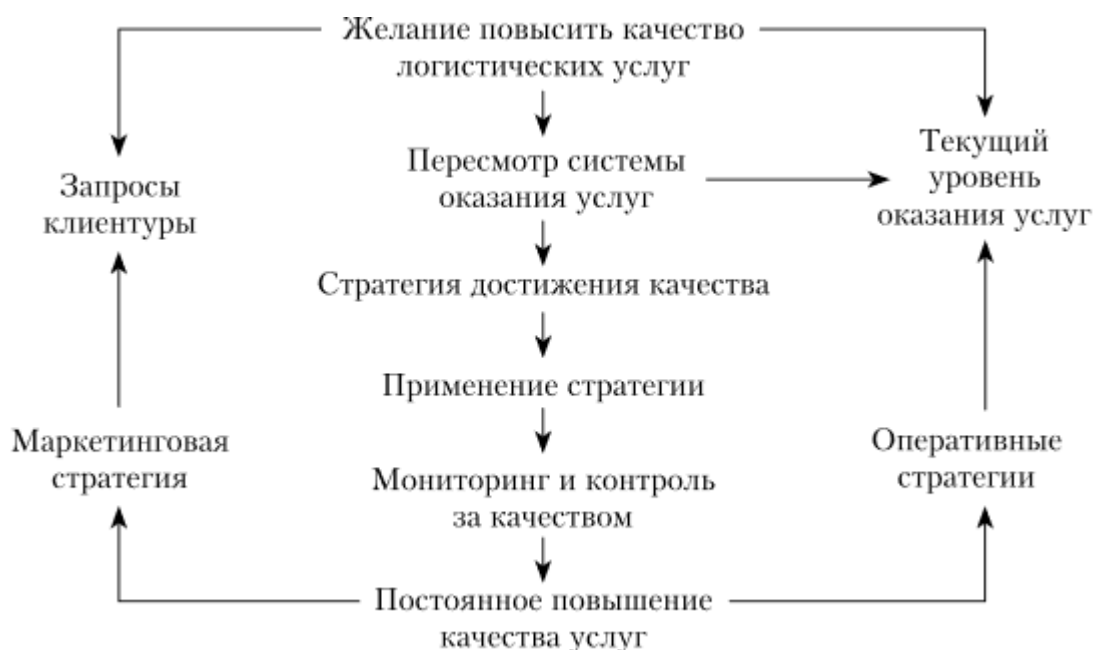 Желание повысить качество
логистических услуг
Пересмотр системы
оказания услуг
Текущий
уровень
оказания услуг
Запросы
клиентуры
Стратегия достижения качества
Применение стратегии
Маркетинговая
стратегия
Мониторинг и контроль
за качеством
Оперативные
стратегии
Постоянное повышение
качества услуг